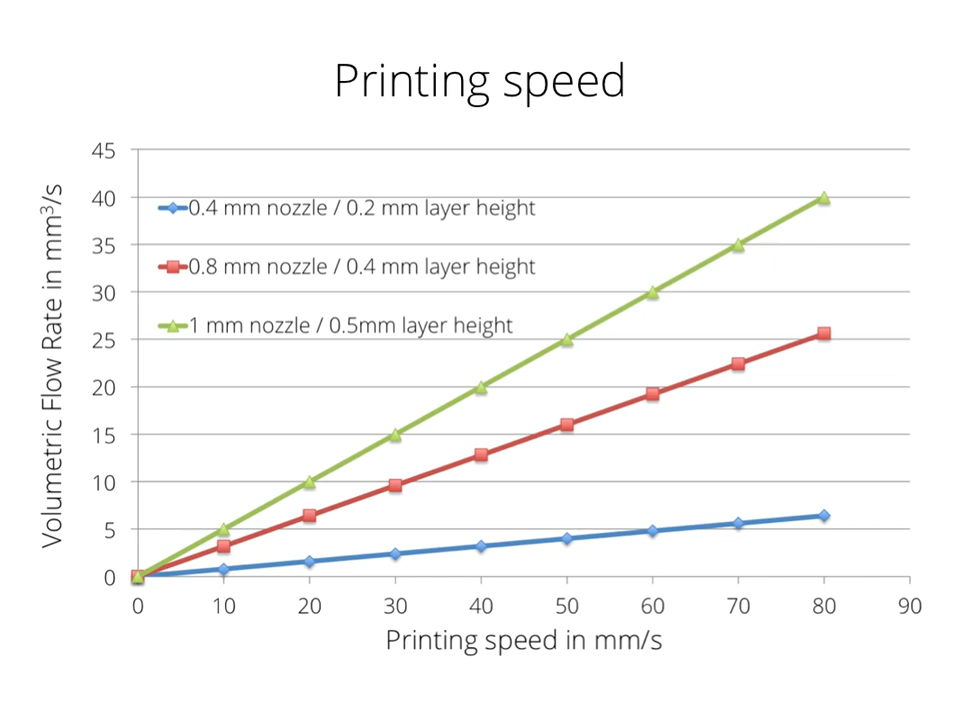 Printing speed
Volumetric Flow Rate in mm³/s
45
40
35
30
25
20
15
10
5
0
0.4 mm nozzle / 0.2 mm layer height
0.8 mm nozzle / 0.4 mm layer height
1 mm nozzle / 0.5mm layer height
0 10 20 30 40 50 60 70 80 90
Printing speed in mm/s